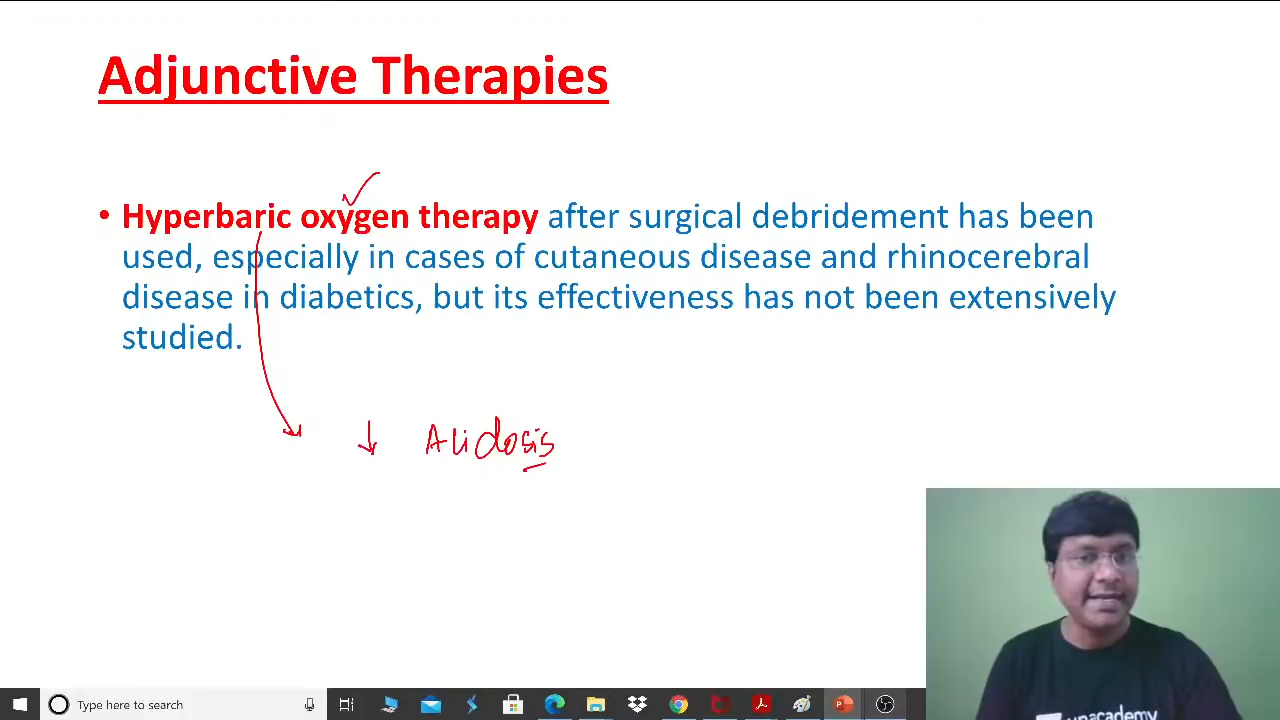 Adjunctive Therapies
• Hyperbaric oxygen therapy after surgical debridement has been
used, especially in cases of cutaneous disease and rhinocerebral
disease in diabetics, but its effectiveness has not been extensively
studied.
↓ Acidosis
unacademy
Type here to search